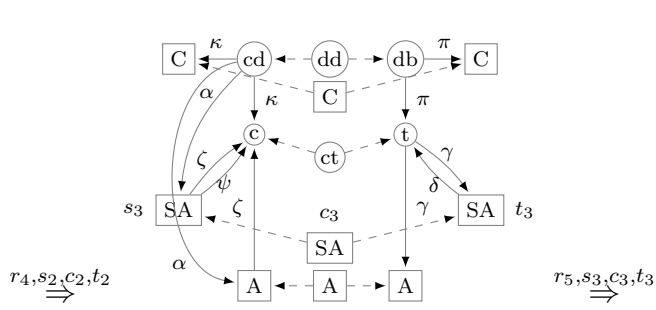 C κ cd dd db π C
α C
κ π
c t
ζ ct γ
ψ δ
s₃ SA ζ c₃ γ SA t₃
SA
α A A A
r₄,s₂,c₂,t₂ r₅,s₃,c₃,t₃
⇒ ⇒